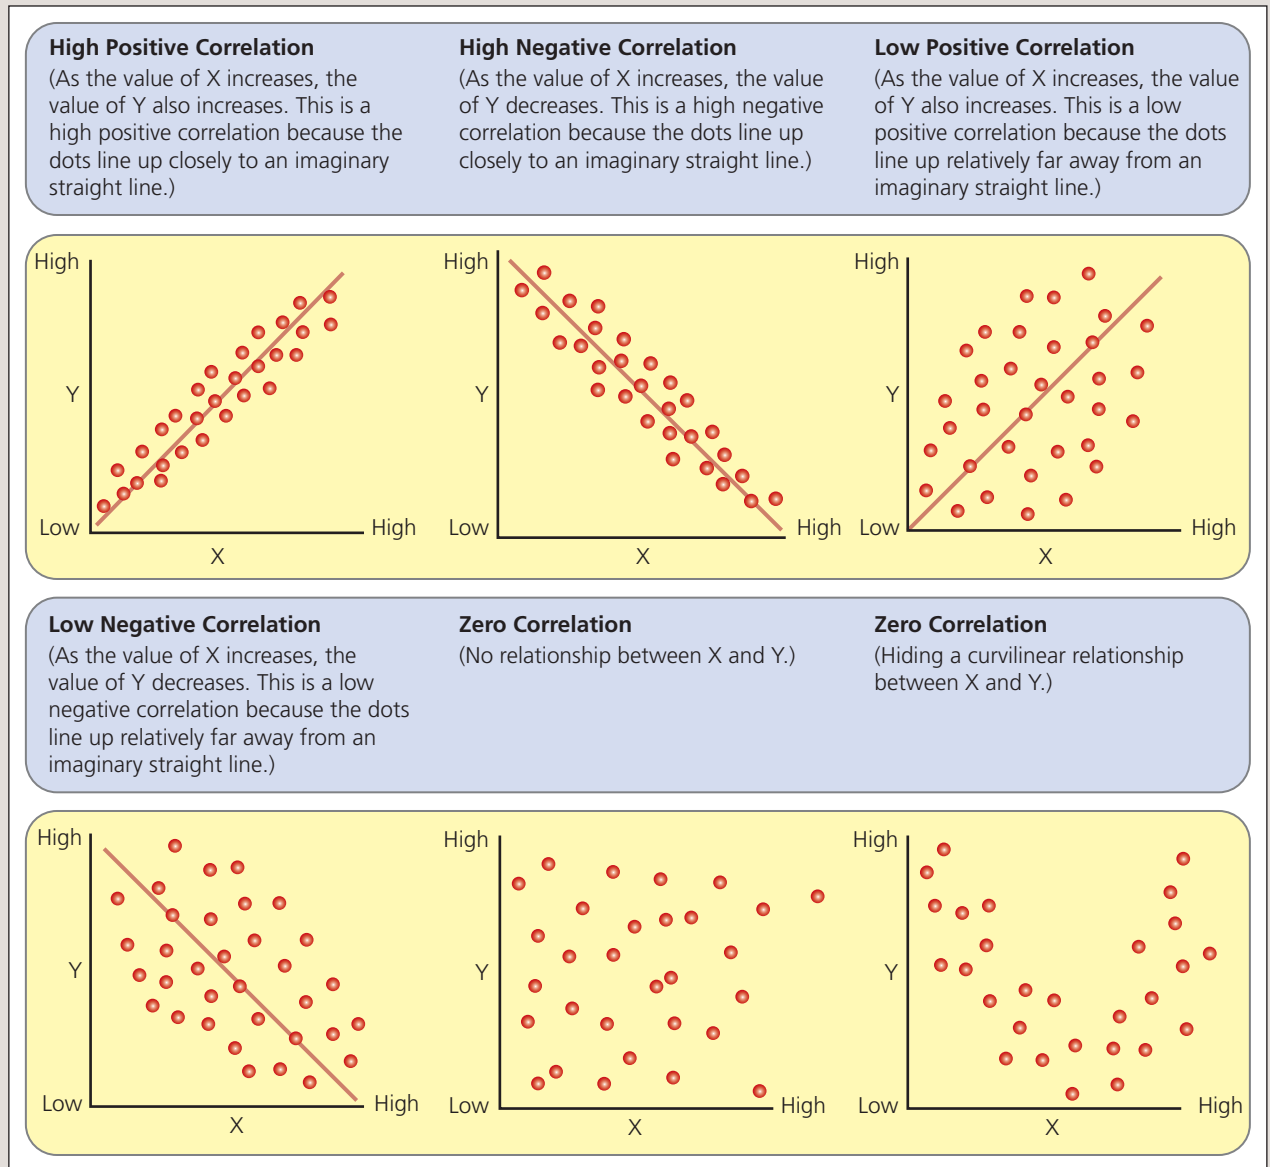 High Positive Correlation
(As the value of X increases, the
value of Y also increases. This is a
high positive correlation because the
dots line up closely to an imaginary
straight line.)
High Negative Correlation
(As the value of X increases, the value
of Y decreases. This is a high negative
correlation because the dots line up
closely to an imaginary straight line.)
Low Positive Correlation
(As the value of X increases, the value
of Y also increases. This is a low
positive correlation because the dots
line up relatively far away from an
imaginary straight line.)
High
Y
Low
High
X
High
Y
Low
High
X
High
Y
Low
High
X
Low Negative Correlation
(As the value of X increases, the
value of Y decreases. This is a low
negative correlation because the dots
line up relatively far away from an
imaginary straight line.)
Zero Correlation
(No relationship between X and Y.)
Zero Correlation
(Hiding a curvilinear relationship
between X and Y.)
High
Y
Low
High
X
High
Y
Low
High
X
High
Y
Low
High
X